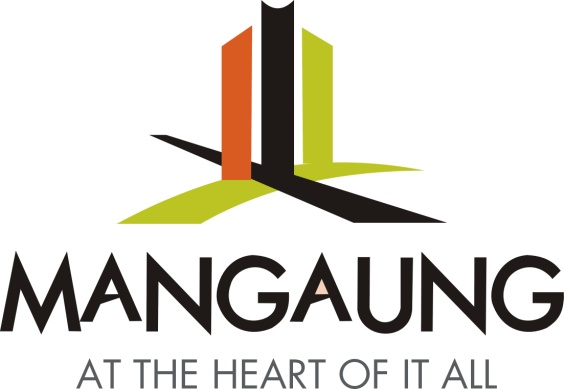 MANGAUNG
AT THE HEART OF IT ALL